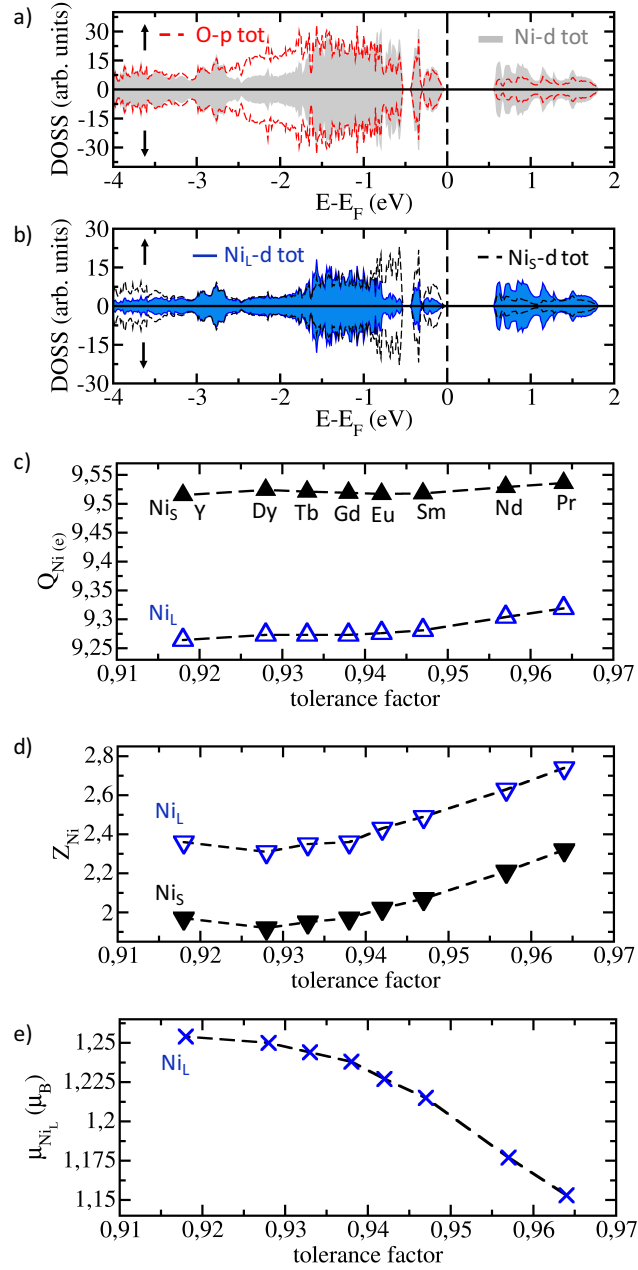 a)
O-p tot
Ni-d tot
DOSS (arb. units)
30
15
0
-15
-30
-4 -3 -2 -1 0 1 2
E-E_F (eV)
b)
Ni_L-d tot
Ni_S-d tot
DOSS (arb. units)
30
15
0
-15
-30
-4 -3 -2 -1 0 1 2
E-E_F (eV)
c)
Q_Ni (e)
9,55
9,5
9,45
9,4
9,35
9,3
9,25
Ni_S Y Dy Tb Gd Eu Sm Nd Pr
Ni_L
0,91 0,92 0,93 0,94 0,95 0,96 0,97
tolerance factor
d)
Z_Ni
2,8
2,6
2,4
2,2
2
Ni_L
Ni_S
0,91 0,92 0,93 0,94 0,95 0,96 0,97
tolerance factor
e)
μ_Ni_L (μ_B)
1,25
1,225
1,2
1,175
1,15
Ni_L
0,91 0,92 0,93 0,94 0,95 0,96 0,97
tolerance factor